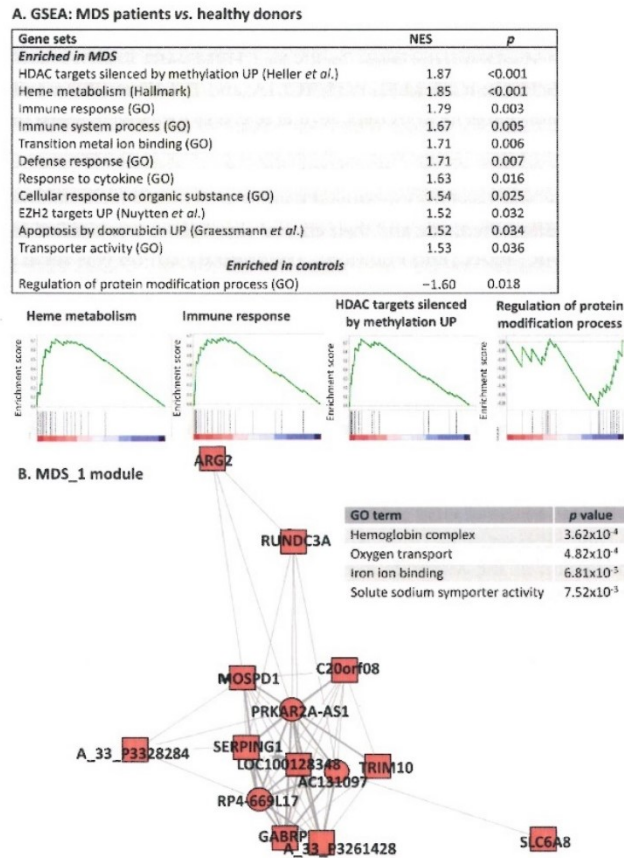 A. GSEA: MDS patients vs. healthy donors
Gene sets NES p
Enriched in MDS
HDAC targets silenced by methylation UP (Heller et al.) 1.87 <0.001
Heme metabolism (Hallmark) 1.85 <0.001
Immune response (GO) 1.79 0.003
Immune system process (GO) 1.67 0.005
Transition metal ion binding (GO) 1.71 0.006
Defense response (GO) 1.71 0.007
Response to cytokine (GO) 1.63 0.016
Cellular response to organic substance (GO) 1.54 0.025
EZH2 targets UP (Nuytten et al.) 1.52 0.032
Apoptosis by doxorubicin UP (Graessmann et al.) 1.52 0.034
Transporter activity (GO) 1.53 0.036
Enriched in controls
Regulation of protein modification process (GO) −1.60 0.018
Heme metabolism
Immune response
HDAC targets silenced
by methylation UP
Regulation of protein
modification process
Enrichment score
Enrichment score
Enrichment score
Enrichment score
B. MDS_1 module
ARG2
RUNDC3A
GO term p value
Hemoglobin complex 3.62x10-4
Oxygen transport 4.82x10-4
Iron ion binding
Solute sodium symporter activity
MOSPD1
C20orf08
PRKAR2A-AS1
A_33_P3328284
SERPING1
LOC100128348
TRIM10
AC131097
RP4-669L17
GABRP
A_33_P3261428
SLC6A8